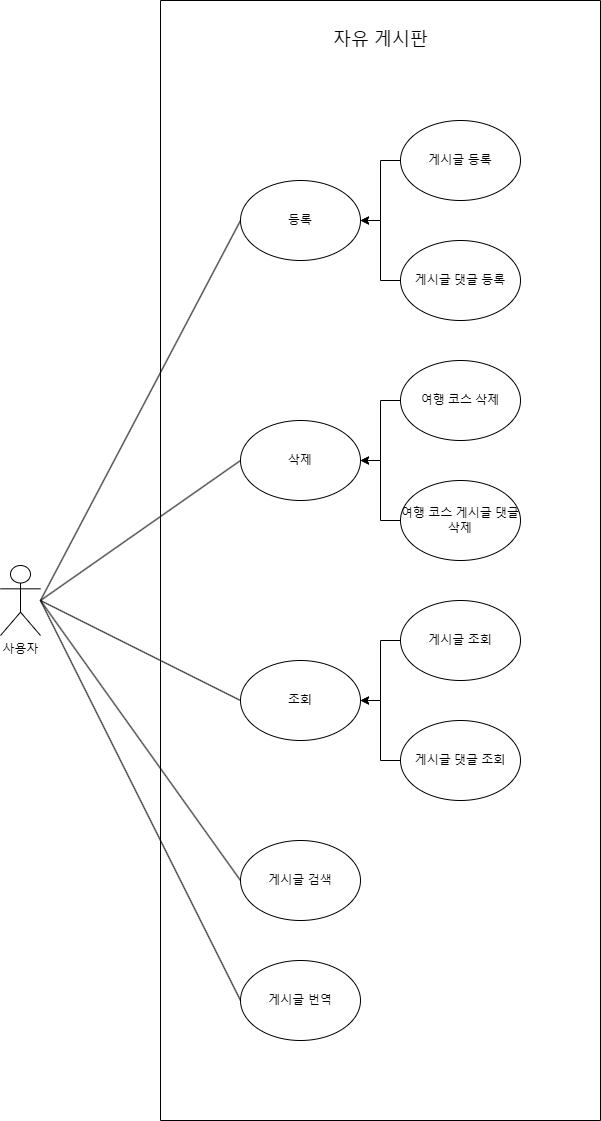 자유 게시판
게시글 등록
등록
게시글 댓글 등록
여행 코스 삭제
삭제
여행 코스 게시글 댓글
삭제
게시글 조회
사용자
조회
게시글 댓글 조회
게시글 검색
게시글 번역